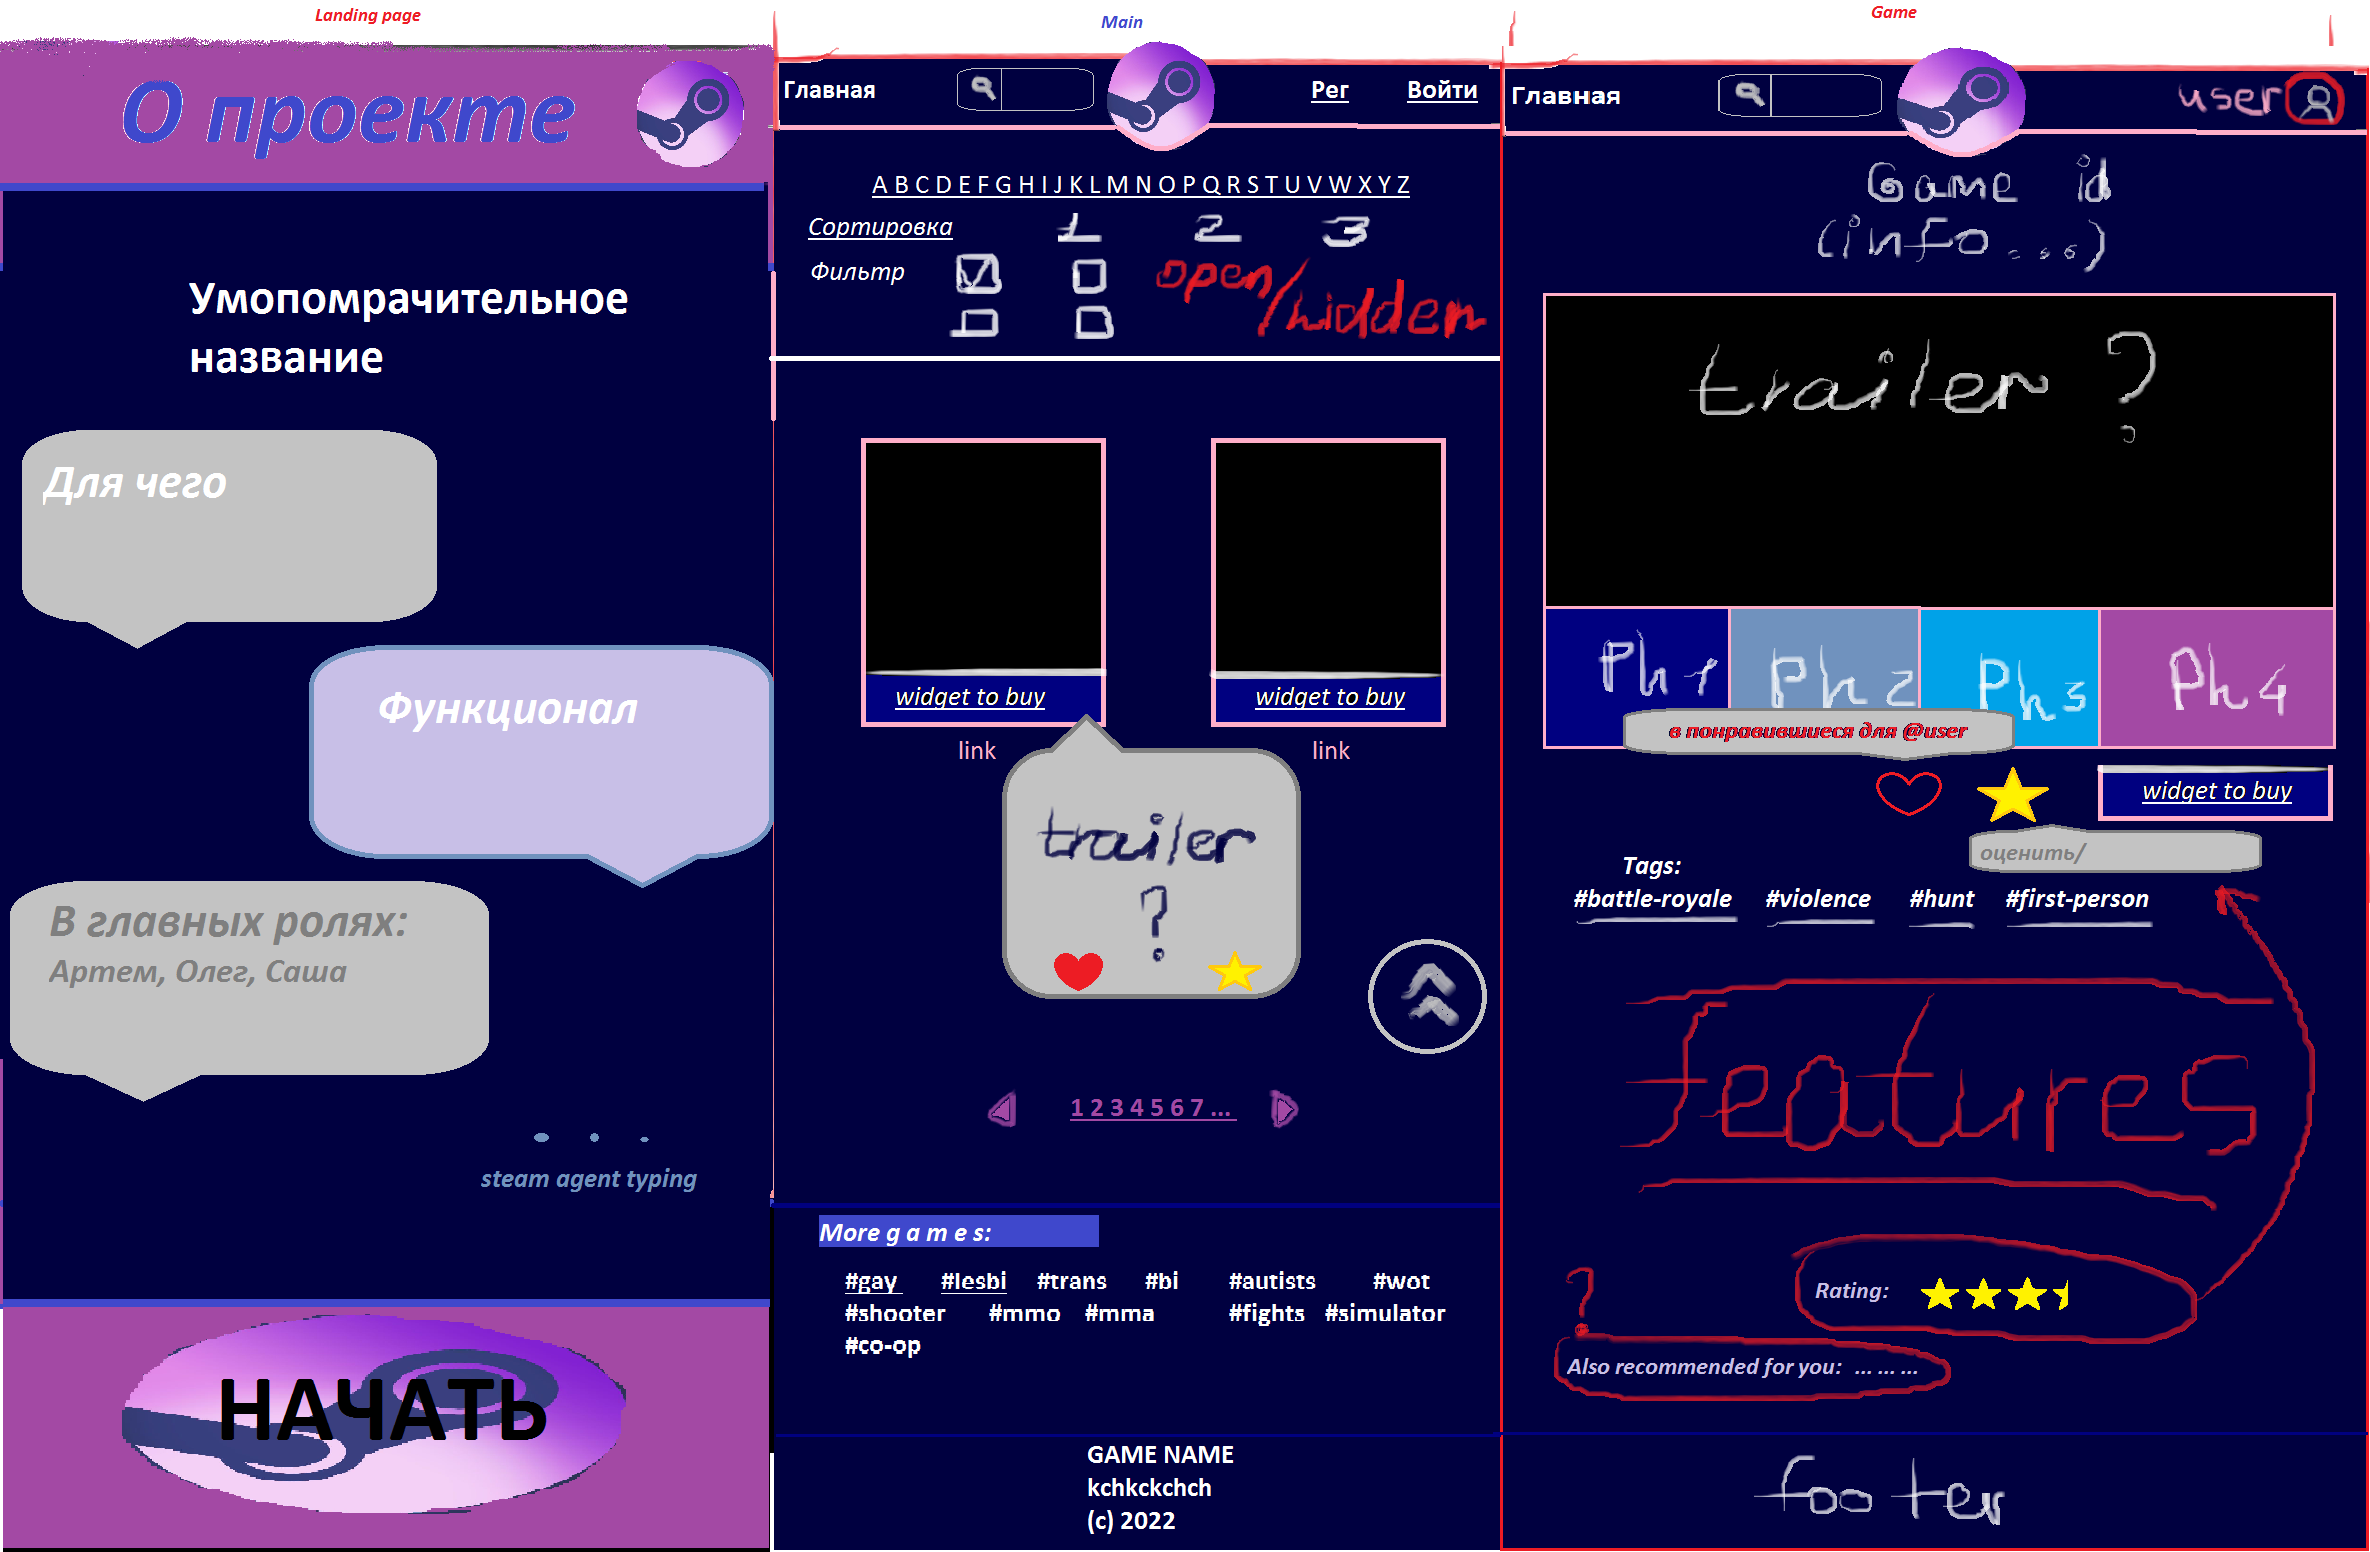 Landing page
О проекте
Умопомрачительное
название
Для чего
Функционал
В главных ролях:
Артем, Олег, Саша
steam agent typing
НАЧАТЬ
Main
Главная
Рег
Войти
A B C D E F G H I J K L M N O P Q R S T U V W X Y Z
Сортировка 1 2 3
Фильтр open/hidden
widget to buy
widget to buy
link
link
trailer
?
1 2 3 4 5 6 7 ...
More g a m e s:
#gay #lesbi #trans #bi #autists #wot
#shooter #mmo #mma #fights #simulator
#co-op
GAME NAME
kchkckchch
(c) 2022
Game
Главная
user
Game id
(info....)
trailer ?
Ph 1 Ph 2 Ph 3 Ph 4
в понравившиеся для @user
widget to buy
оценить/
Tags:
#battle-royale #violence #hunt #first-person
features
Rating:
?
Also recommended for you: ... ... ...
footer